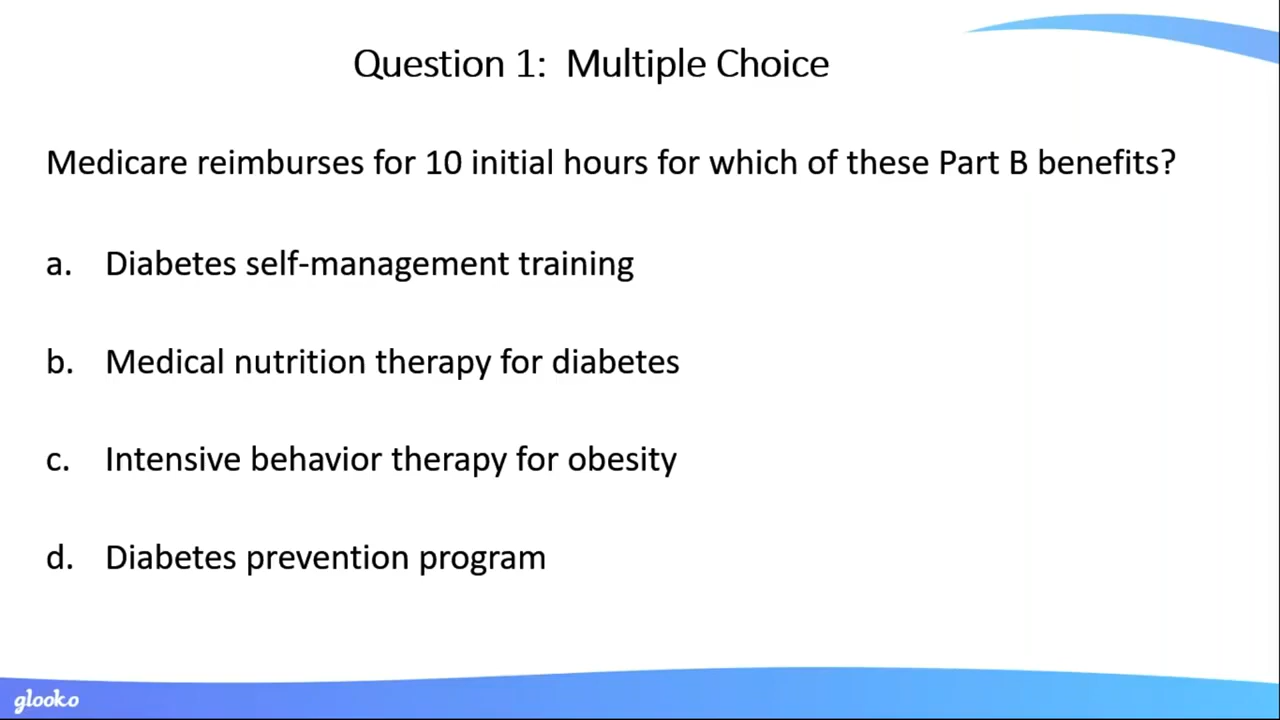 Question 1:  Multiple Choice
Medicare reimburses for 10 initial hours for which of these Part B benefits?
a. Diabetes self-management training
b. Medical nutrition therapy for diabetes
c. Intensive behavior therapy for obesity
d. Diabetes prevention program
glooko